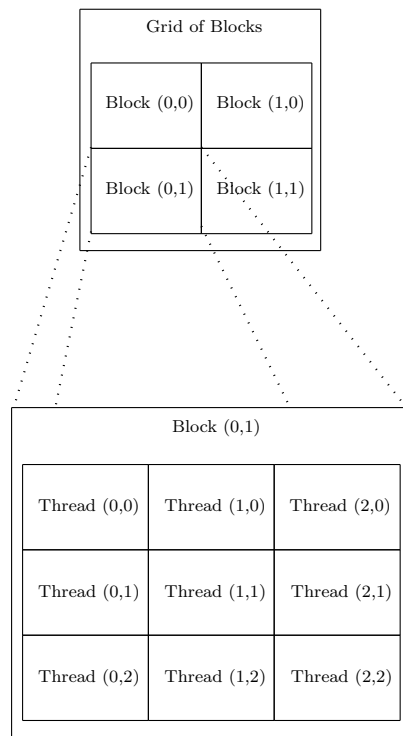 Grid of Blocks
Block (0,0) Block (1,0)
Block (0,1) Block (1,1)
Block (0,1)
Thread (0,0) Thread (1,0) Thread (2,0)
Thread (0,1) Thread (1,1) Thread (2,1)
Thread (0,2) Thread (1,2) Thread (2,2)